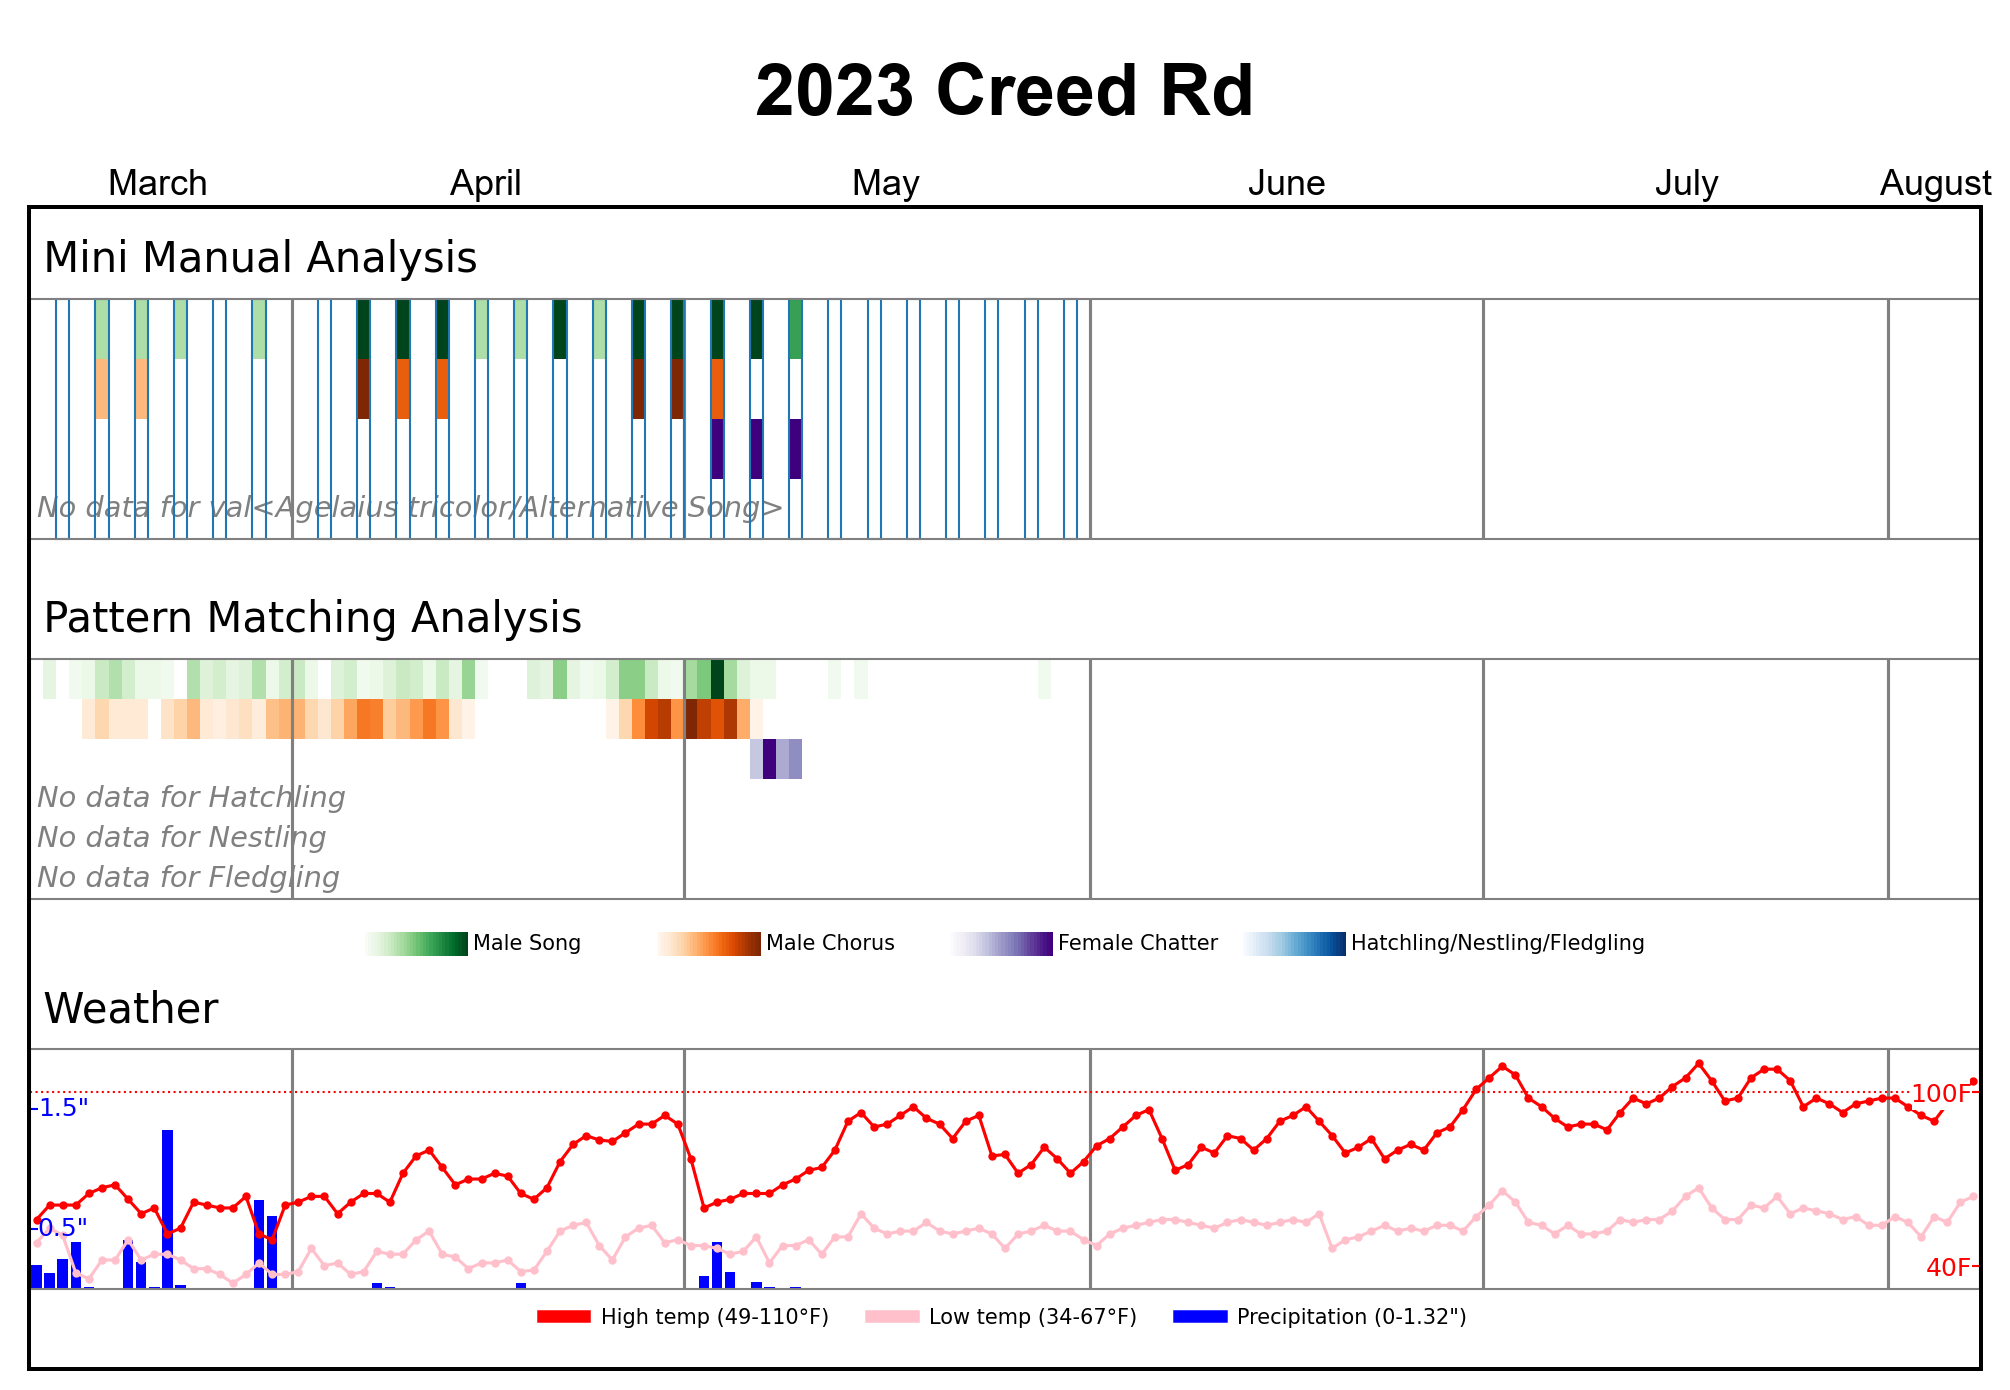 2023 Creed Rd
March April May June July August
Mini Manual Analysis
No data for val<Agelaius tricolor/Alternative Song>
Pattern Matching Analysis
No data for Hatchling
No data for Nestling
No data for Fledgling
Male Song Male Chorus Female Chatter Hatchling/Nestling/Fledgling
Weather
100F
1.5"
0.5"
40F
High temp (49-110°F) Low temp (34-67°F) Precipitation (0-1.32")